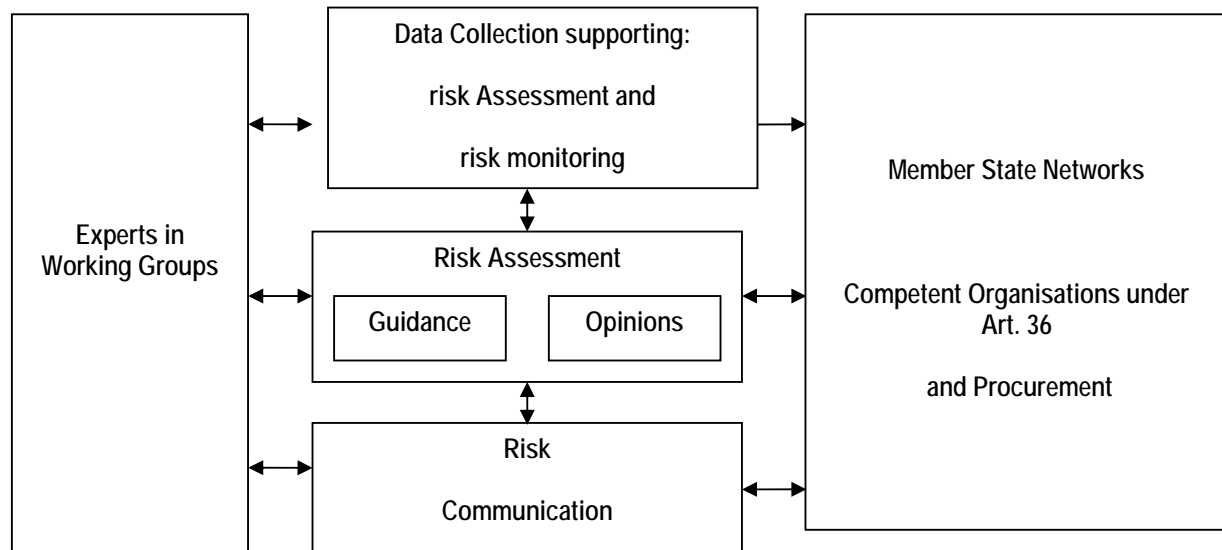 Experts in
Working Groups
Data Collection supporting:
risk Assessment and
risk monitoring
Risk Assessment
Guidance
Opinions
Risk
Communication
Member State Networks
Competent Organisations under
Art. 36
and Procurement